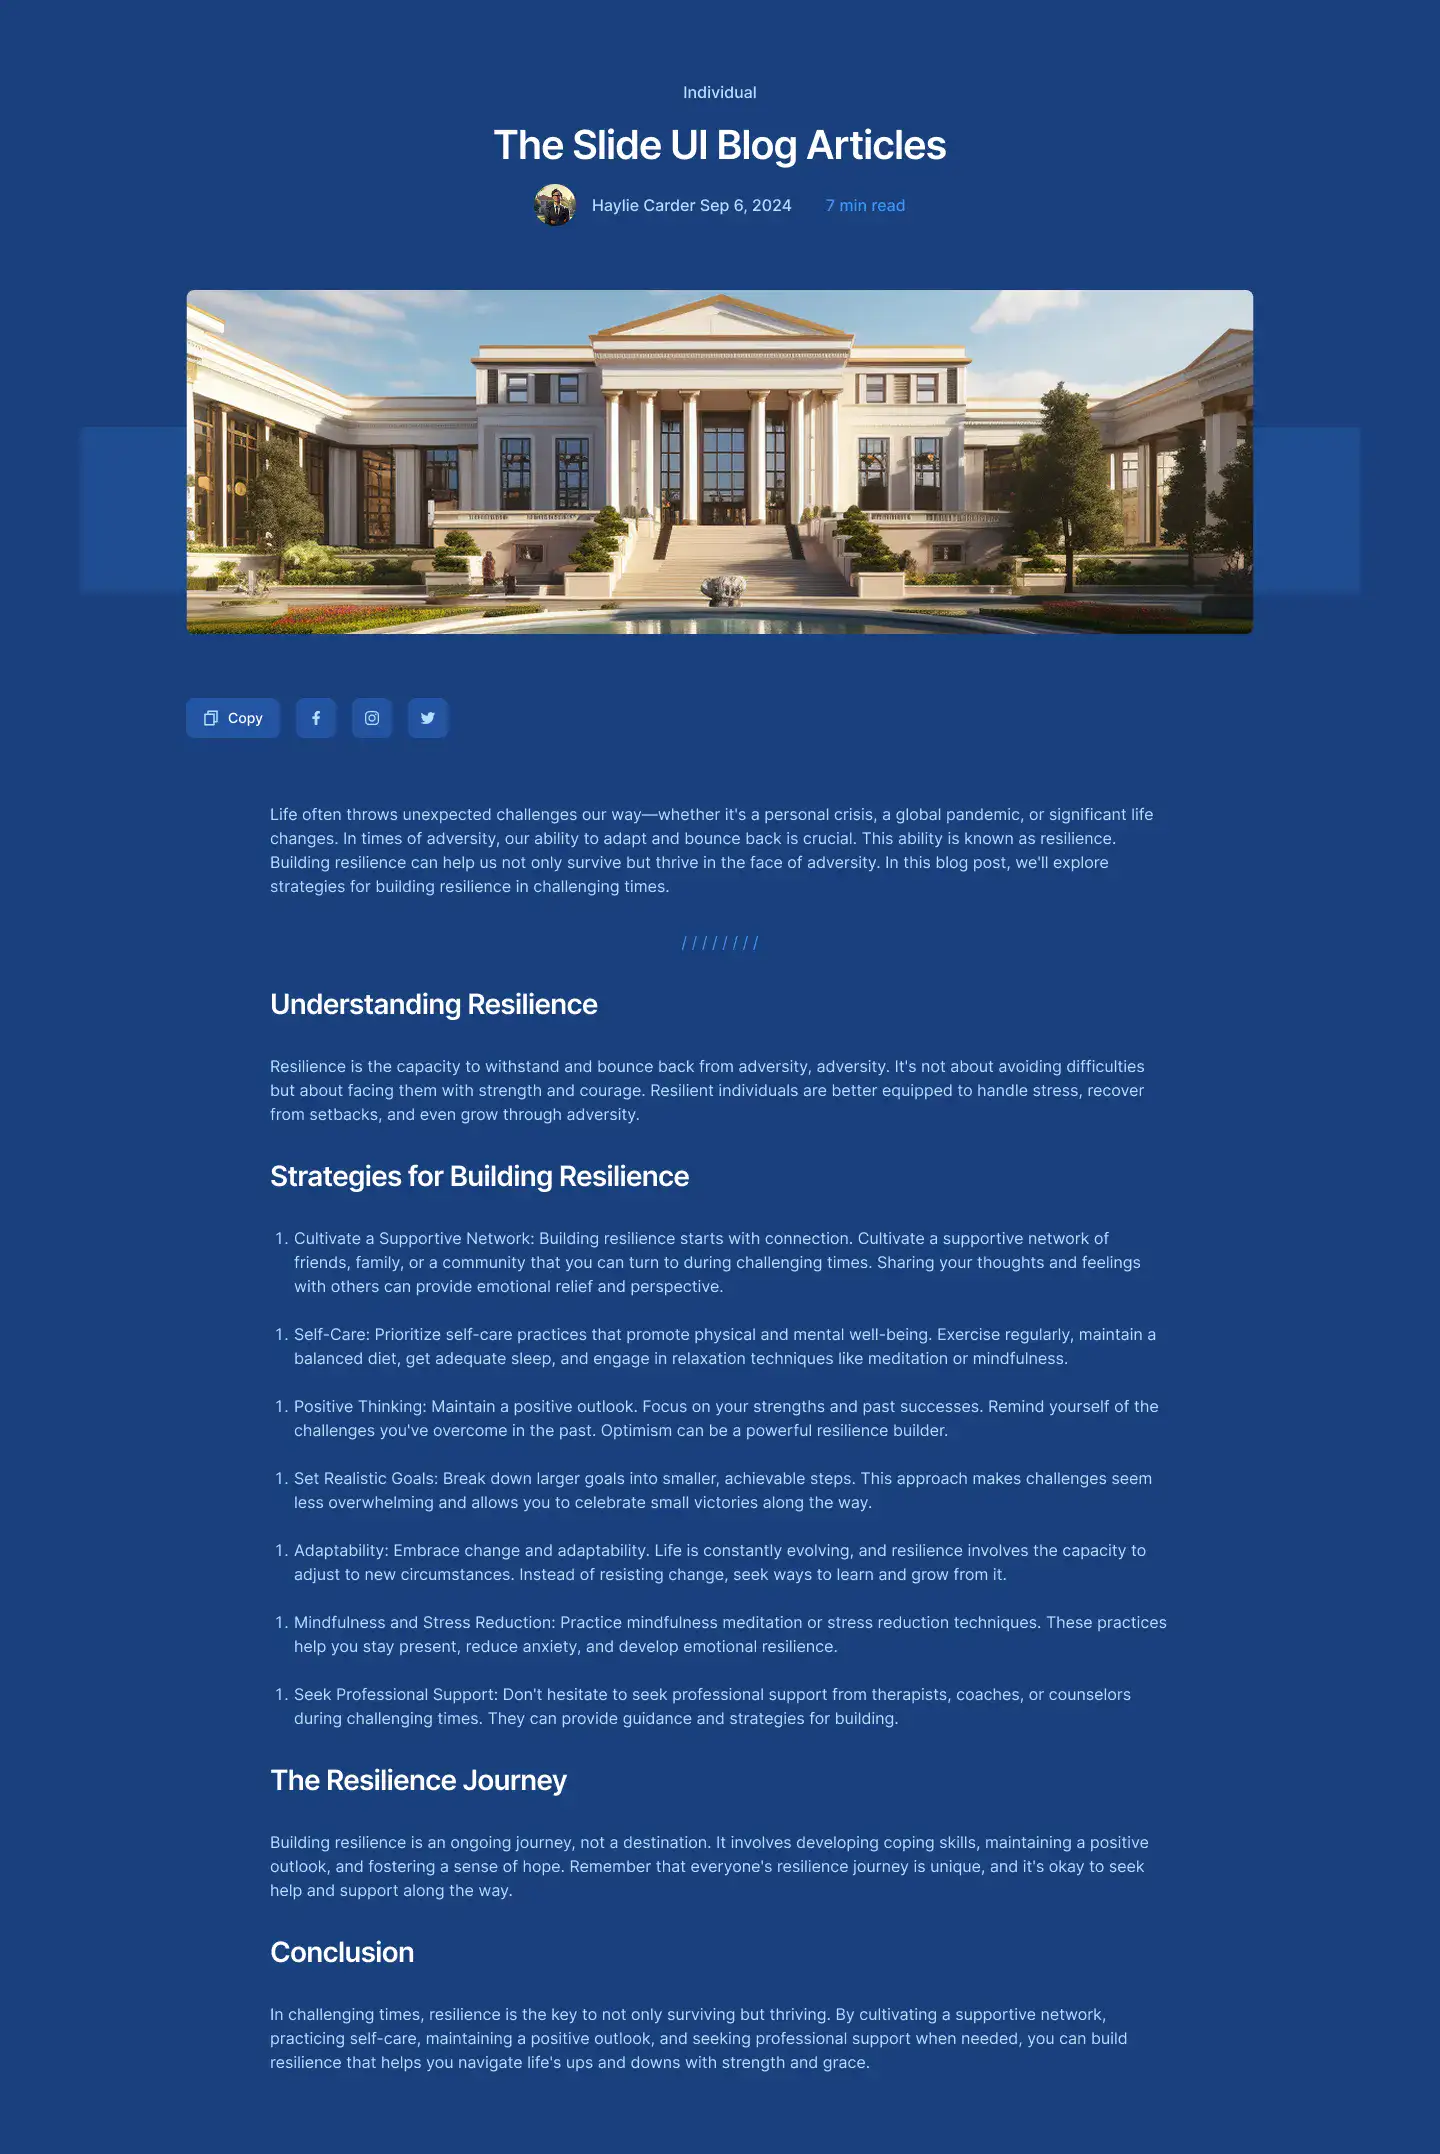 Individual
The Slide UI Blog Articles
Haylie Carder Sep 6, 2024 7 min read
Copy
Life often throws unexpected challenges our way—whether it's a personal crisis, a global pandemic, or significant life
changes. In times of adversity, our ability to adapt and bounce back is crucial. This ability is known as resilience.
Building resilience can help us not only survive but thrive in the face of adversity. In this blog post, we'll explore
strategies for building resilience in challenging times.
////////
Understanding Resilience
Resilience is the capacity to withstand and bounce back from adversity, adversity. It's not about avoiding difficulties
but about facing them with strength and courage. Resilient individuals are better equipped to handle stress, recover
from setbacks, and even grow through adversity.
Strategies for Building Resilience
1. Cultivate a Supportive Network: Building resilience starts with connection. Cultivate a supportive network of
friends, family, or a community that you can turn to during challenging times. Sharing your thoughts and feelings
with others can provide emotional relief and perspective.
1. Self-Care: Prioritize self-care practices that promote physical and mental well-being. Exercise regularly, maintain a
balanced diet, get adequate sleep, and engage in relaxation techniques like meditation or mindfulness.
1. Positive Thinking: Maintain a positive outlook. Focus on your strengths and past successes. Remind yourself of the
challenges you've overcome in the past. Optimism can be a powerful resilience builder.
1. Set Realistic Goals: Break down larger goals into smaller, achievable steps. This approach makes challenges seem
less overwhelming and allows you to celebrate small victories along the way.
1. Adaptability: Embrace change and adaptability. Life is constantly evolving, and resilience involves the capacity to
adjust to new circumstances. Instead of resisting change, seek ways to learn and grow from it.
1. Mindfulness and Stress Reduction: Practice mindfulness meditation or stress reduction techniques. These practices
help you stay present, reduce anxiety, and develop emotional resilience.
1. Seek Professional Support: Don't hesitate to seek professional support from therapists, coaches, or counselors
during challenging times. They can provide guidance and strategies for building.
The Resilience Journey
Building resilience is an ongoing journey, not a destination. It involves developing coping skills, maintaining a positive
outlook, and fostering a sense of hope. Remember that everyone's resilience journey is unique, and it's okay to seek
help and support along the way.
Conclusion
In challenging times, resilience is the key to not only surviving but thriving. By cultivating a supportive network,
practicing self-care, maintaining a positive outlook, and seeking professional support when needed, you can build
resilience that helps you navigate life's ups and downs with strength and grace.